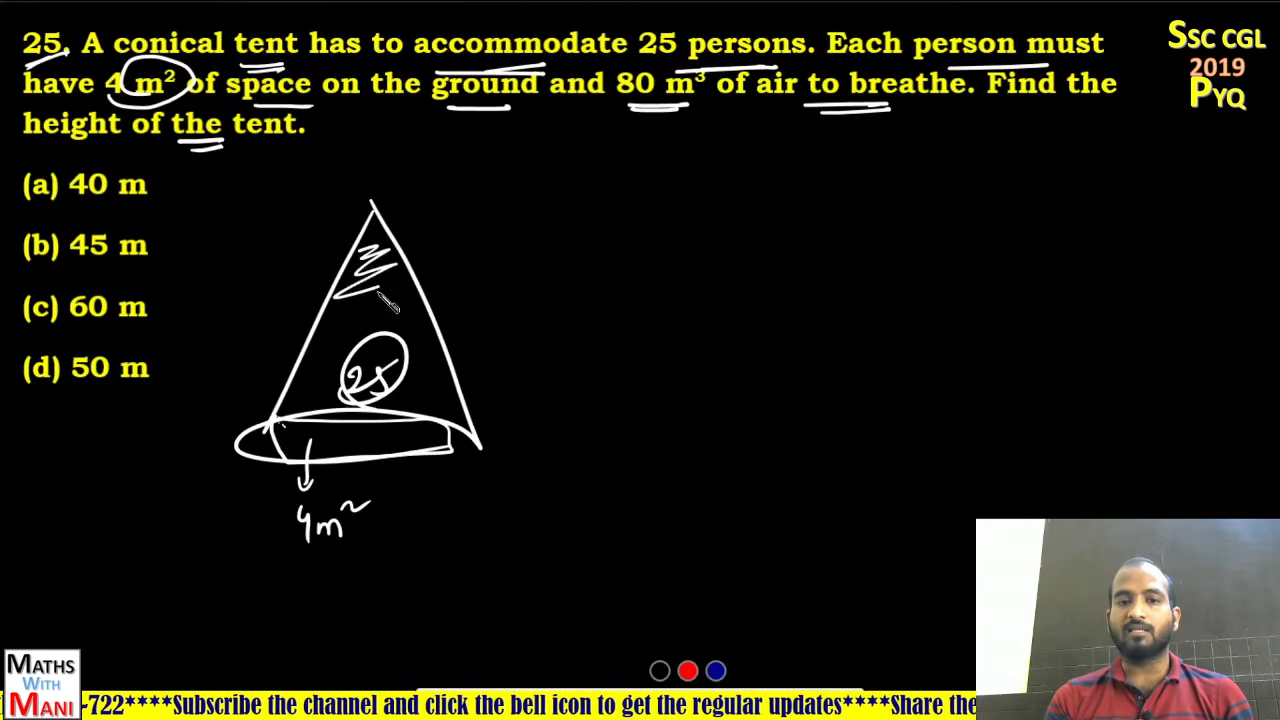 25. A conical tent has to accommodate 25 persons. Each person must
have 4 m² of space on the ground and 80 m³ of air to breathe. Find the
height of the tent.
SSC CGL
2019
PYQ
(a) 40 m
(b) 45 m
(c) 60 m
(d) 50 m
25
4m²
MATHS
WITH
MANI
-722****Subscribe the channel and click the bell icon to get the regular updates****Share the